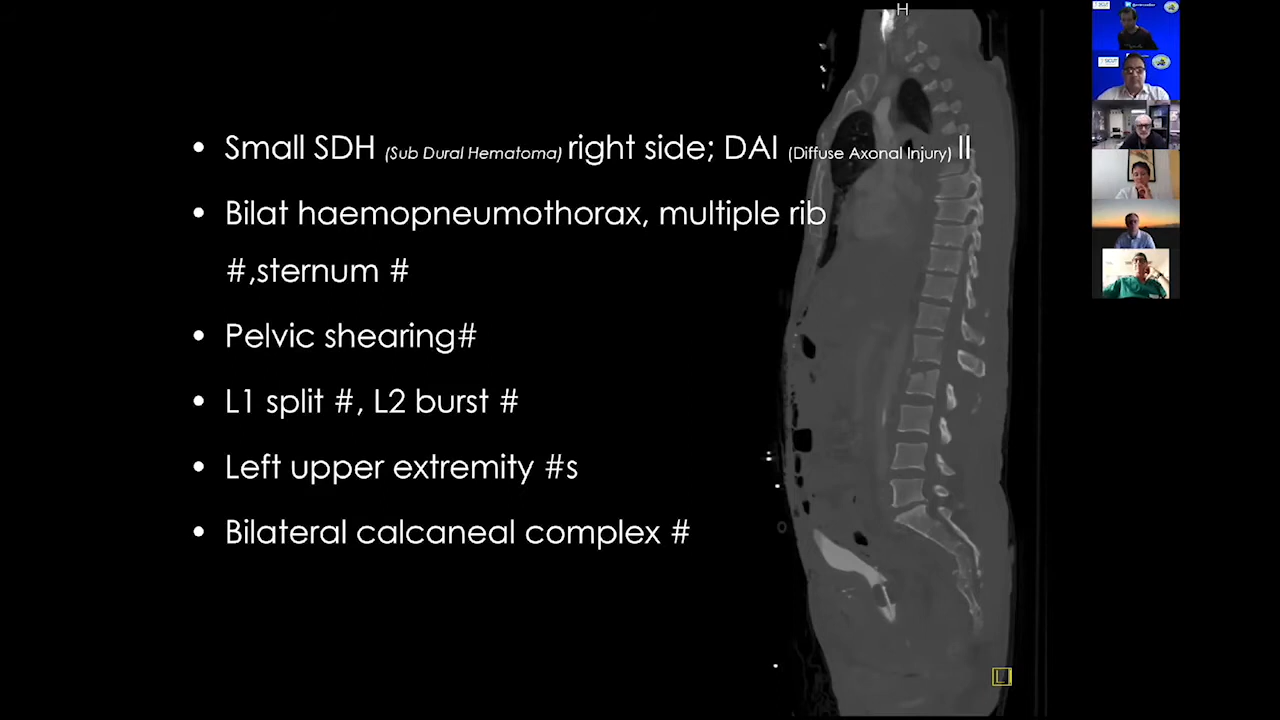 H
• Small SDH (Sub Dural Hematoma) right side; DAI (Diffuse Axonal Injury) II
• Bilat haemopneumothorax, multiple rib
#,sternum #
• Pelvic shearing#
• L1 split #, L2 burst #
• Left upper extremity #s
• Bilateral calcaneal complex #